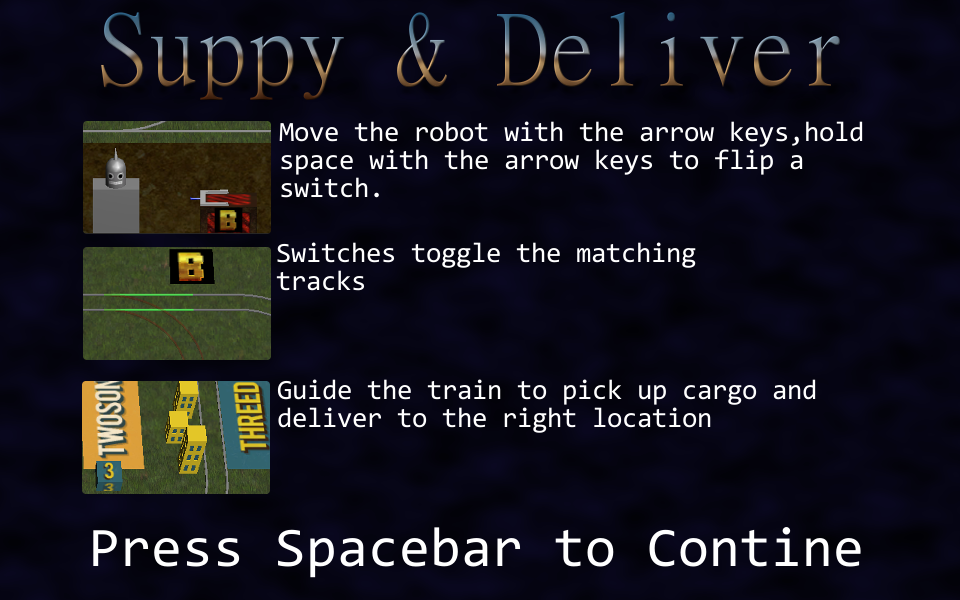 Suppy & Deliver
Move the robot with the arrow keys,hold
space with the arrow keys to flip a
switch.
B
Switches toggle the matching
tracks
B
Guide the train to pick up cargo and
deliver to the right location
TWOSON
THREED
3
3
Press Spacebar to Contine